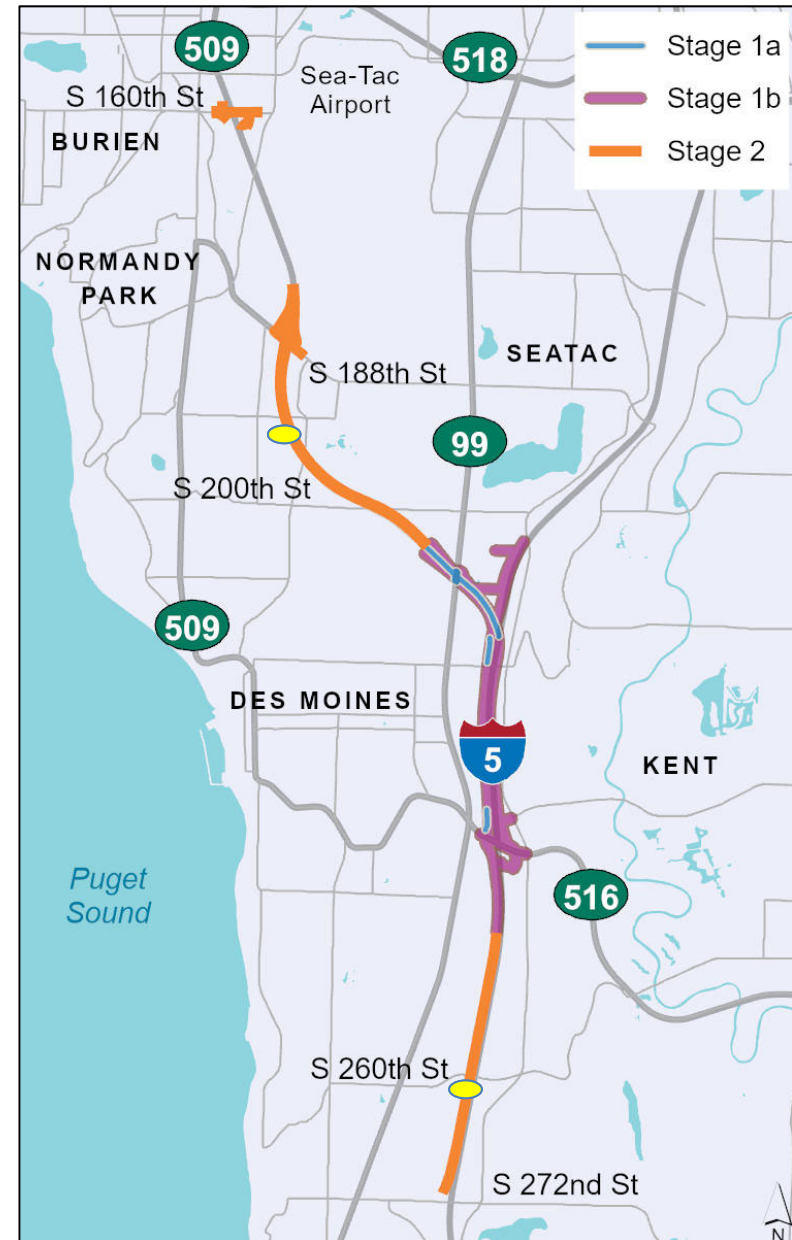 509
518
Sea-Tac
Airport
Stage 1a
Stage 1b
Stage 2
S 160th St
BURIEN
NORMANDY
PARK
SEATAC
S 188th St
99
S 200th St
509
DES MOINES
5
KENT
Puget
Sound
516
S 260th St
S 272nd St
N